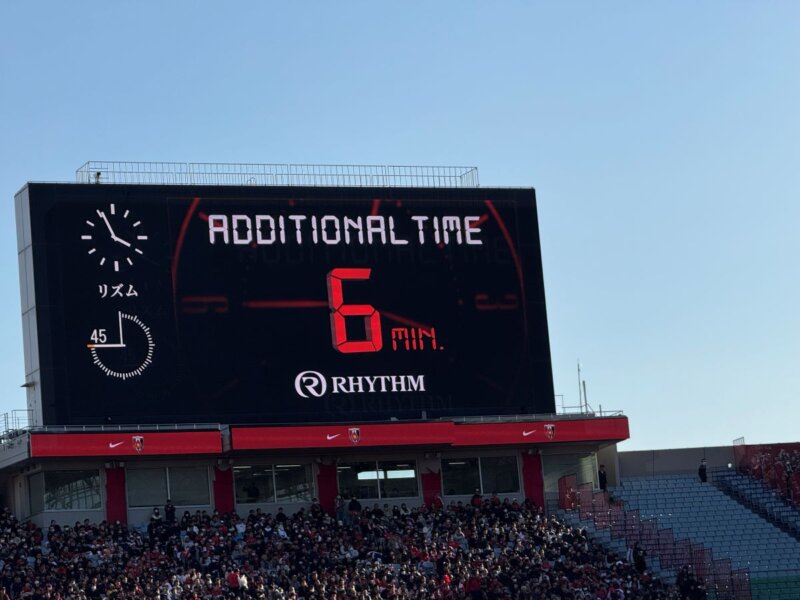 ADDITIONAL TIME
リズム
6 MIN.
45
RHYTHM